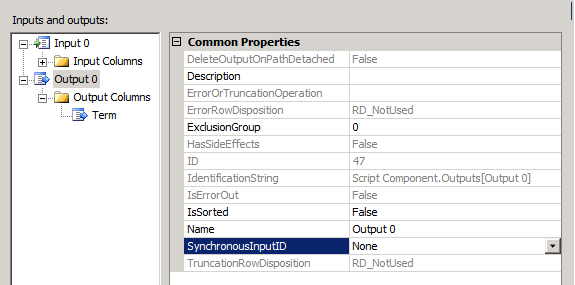 Inputs and outputs:
Input 0
Input Columns
Output 0
Output Columns
Term
Common Properties
DeleteOutputOnPathDetached False
Description
ErrorOrTruncationOperation
ErrorRowDisposition RD_NotUsed
ExclusionGroup 0
HasSideEffects False
ID 47
IdentificationString Script Component.Outputs[Output 0]
IsErrorOut False
IsSorted False
Name Output 0
SynchronousInputID None
TruncationRowDisposition RD_NotUsed